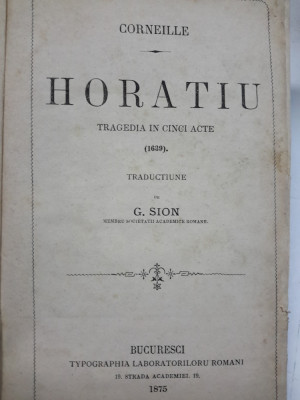 CORNEILLE
HORATIU
TRAGEDIA IN CINCI ACTE
(1639).
TRADUCTIUNE
DE
G. SION
MEMBRU SOCIETATII ACADEMICE ROMANE.
BUCURESCI
TYPOGRAPHIA LABORATORILORU ROMANI
19. STRADA ACADEMIEI. 19.
1875